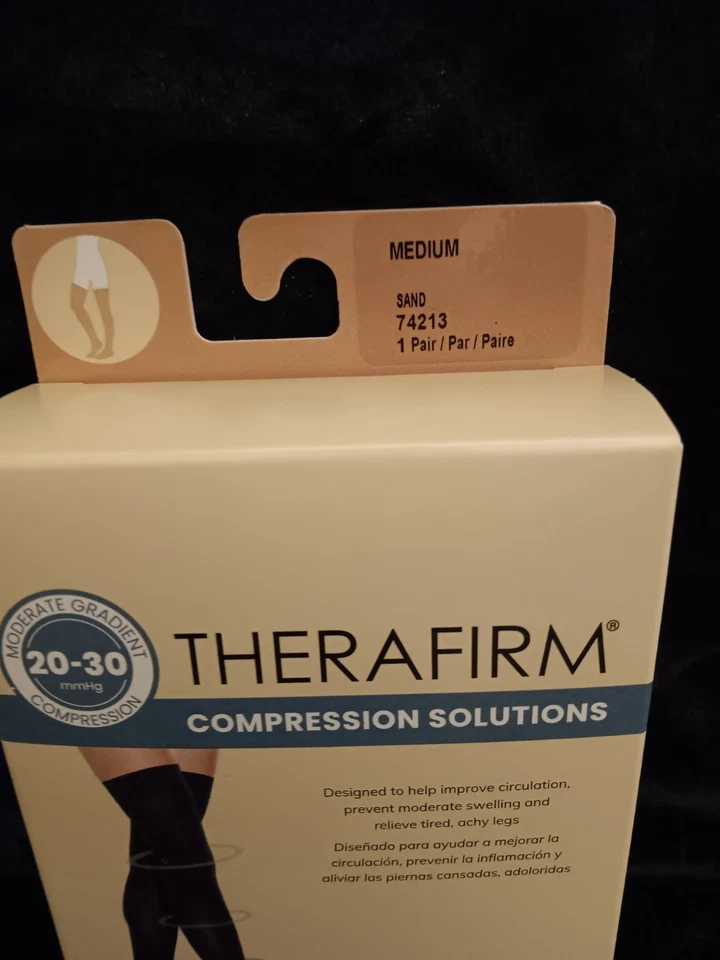 MEDIUM
SAND
74213
1 Pair / Par / Paire
MODERATE GRADIENT
20-30
mmHg
COMPRESSION
THERAFIRM®
COMPRESSION SOLUTIONS
Designed to help improve circulation,
prevent moderate swelling and
relieve tired, achy legs
Diseñado para ayudar a mejorar la
circulación, prevenir la inflamación y
aliviar las piernas cansadas, adoloridas